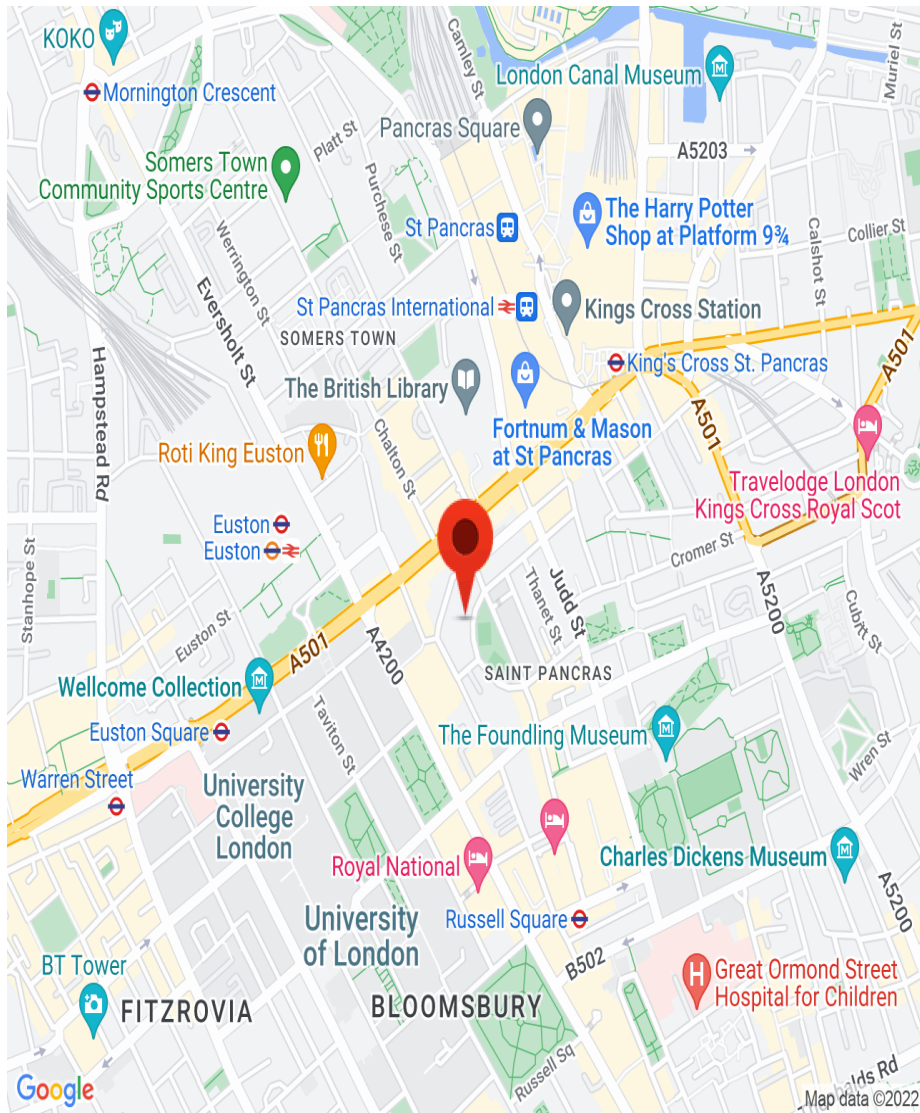 KOKO
Mornington Crescent
Camley St
London Canal Museum
Muriel St
Pancras Square
A5203
Platt St
Somers Town
Community Sports Centre
Purchese St
St Pancras
The Harry Potter
Shop at Platform 9¾
Calshot St
Collier St
Werrington St
Eversholt St
St Pancras International
Kings Cross Station
SOMERS TOWN
A501
King's Cross St. Pancras
Hampstead Rd
The British Library
Fortnum & Mason
at St Pancras
A501
Roti King Euston
Chalton St
Travelodge London
Kings Cross Royal Scot
Euston
Euston
Cromer St
Stanhope St
Thanet St
Judd St
A5200
Cubitt St
Euston St
A501
A4200
SAINT PANCRAS
Wellcome Collection
Taviton St
Euston Square
The Foundling Museum
Wren St
Warren Street
University
College
London
Royal National
Charles Dickens Museum
A5200
University
of London
Russell Square
B502
BT Tower
Great Ormond Street
Hospital for Children
FITZROVIA
BLOOMSBURY
Russell Sq
Google
Map data ©2022